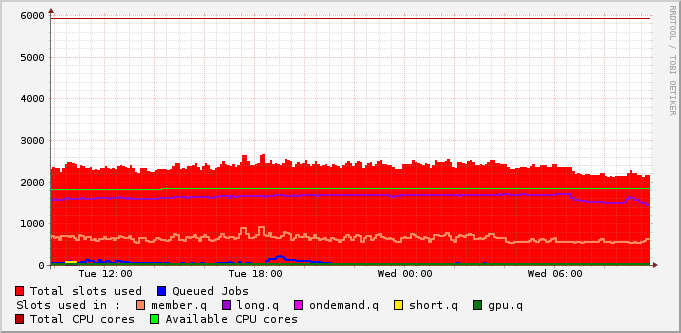 RRDTOOL / TOBI OETIKER
6000
5000
4000
3000
2000
1000
0
Tue 12:00 Tue 18:00 Wed 00:00 Wed 06:00
Total slots used Queued Jobs
Slots used in : member.q long.q ondemand.q short.q gpu.q
Total CPU cores Available CPU cores